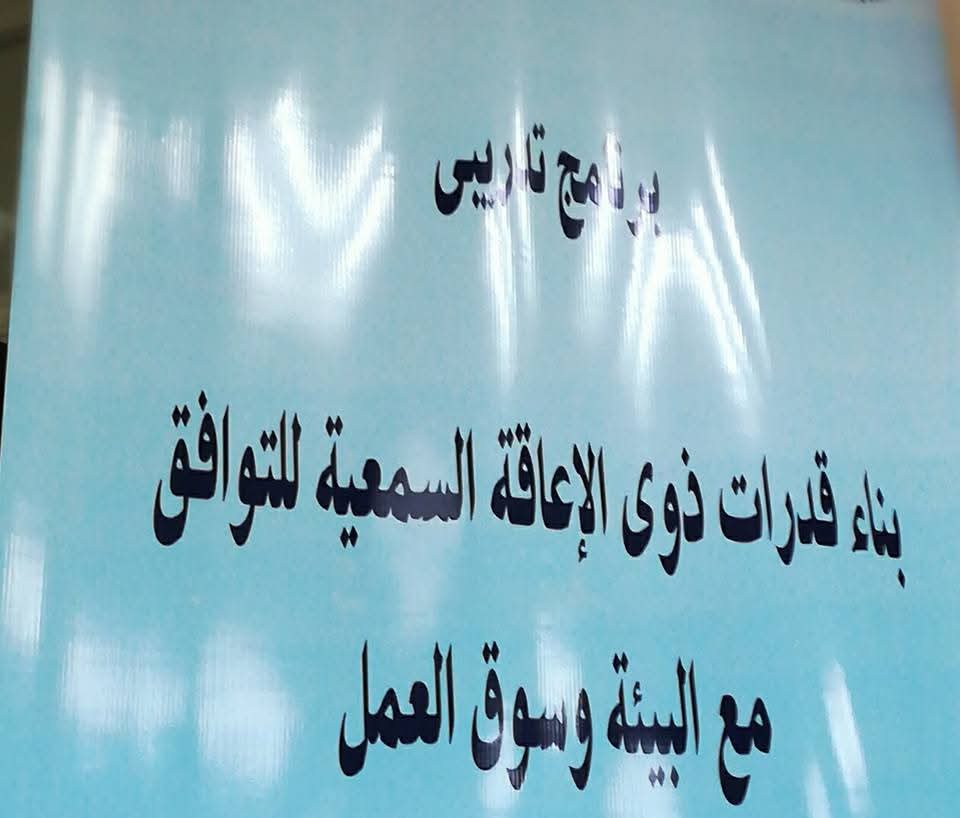 برنامج تدريبى
بناء قدرات ذوى الإعاقة السمعية للتوافق
مع البيئة وسوق العمل